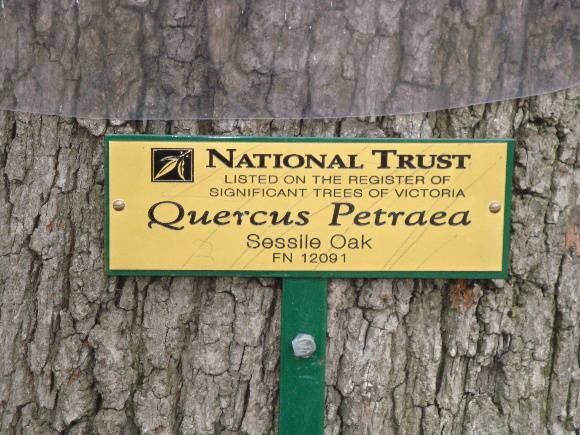 NATIONAL TRUST
LISTED ON THE REGISTER OF
SIGNIFICANT TREES OF VICTORIA
Quercus Petraea
Sessile Oak
FN 12091